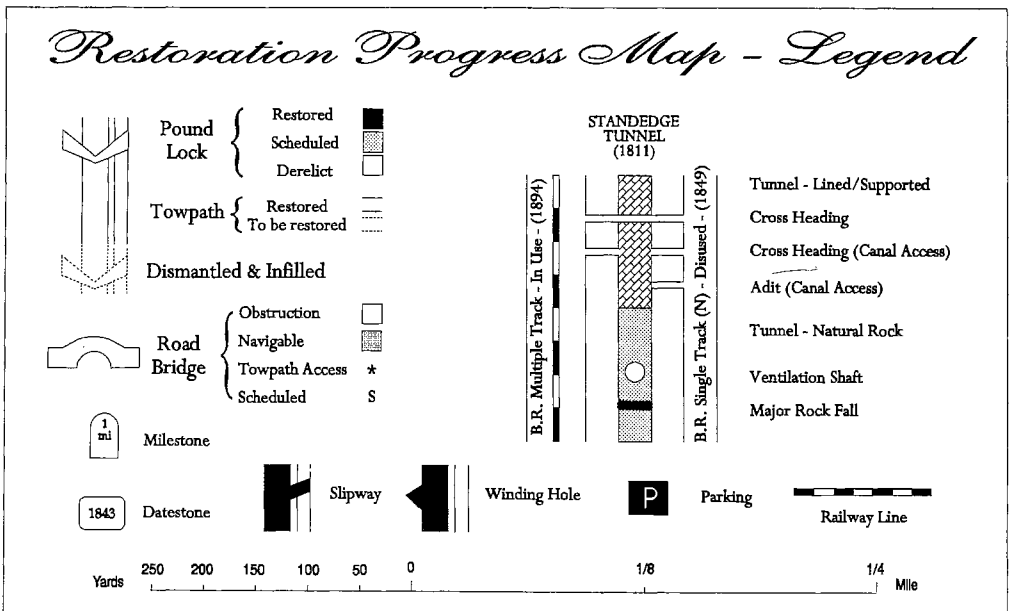 Restoration Progress Map - Legend
Pound
Lock
Restored
Scheduled
Derelict
Towpath
Restored
To be restored
Dismantled & Infilled
Road
Bridge
Obstruction
Navigable
Towpath Access *
Scheduled S
1
mi
Milestone
1843
Datestone
Slipway
Winding Hole
P
Parking
Railway Line
STANDEDGE
TUNNEL
(1811)
B.R. Multiple Track - In Use - (1894)
B.R. Single Track (N) - Disused - (1849)
Tunnel - Lined/Supported
Cross Heading
Cross Heading (Canal Access)
Adit (Canal Access)
Tunnel - Natural Rock
Ventilation Shaft
Major Rock Fall
Yards 250 200 150 100 50 0 1/8 1/4 Mile